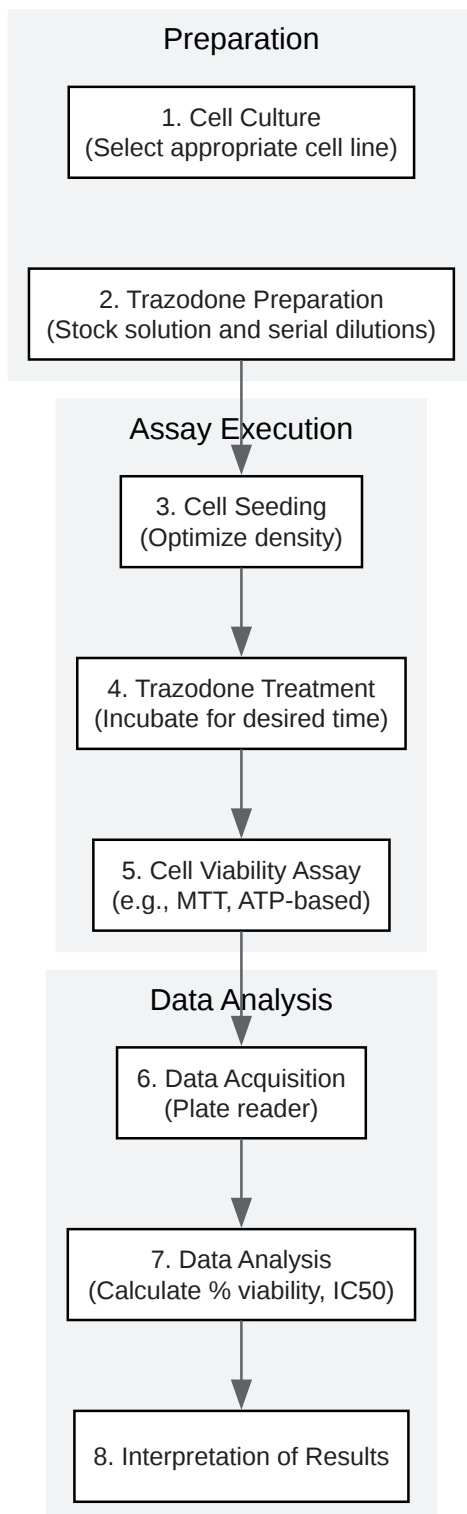 Preparation
1. Cell Culture
(Select appropriate cell line)
2. Trazodone Preparation
(Stock solution and serial dilutions)
Assay Execution
3. Cell Seeding
(Optimize density)
4. Trazodone Treatment
(Incubate for desired time)
5. Cell Viability Assay
(e.g., MTT, ATP-based)
Data Analysis
6. Data Acquisition
(Plate reader)
7. Data Analysis
(Calculate % viability, IC50)
8. Interpretation of Results